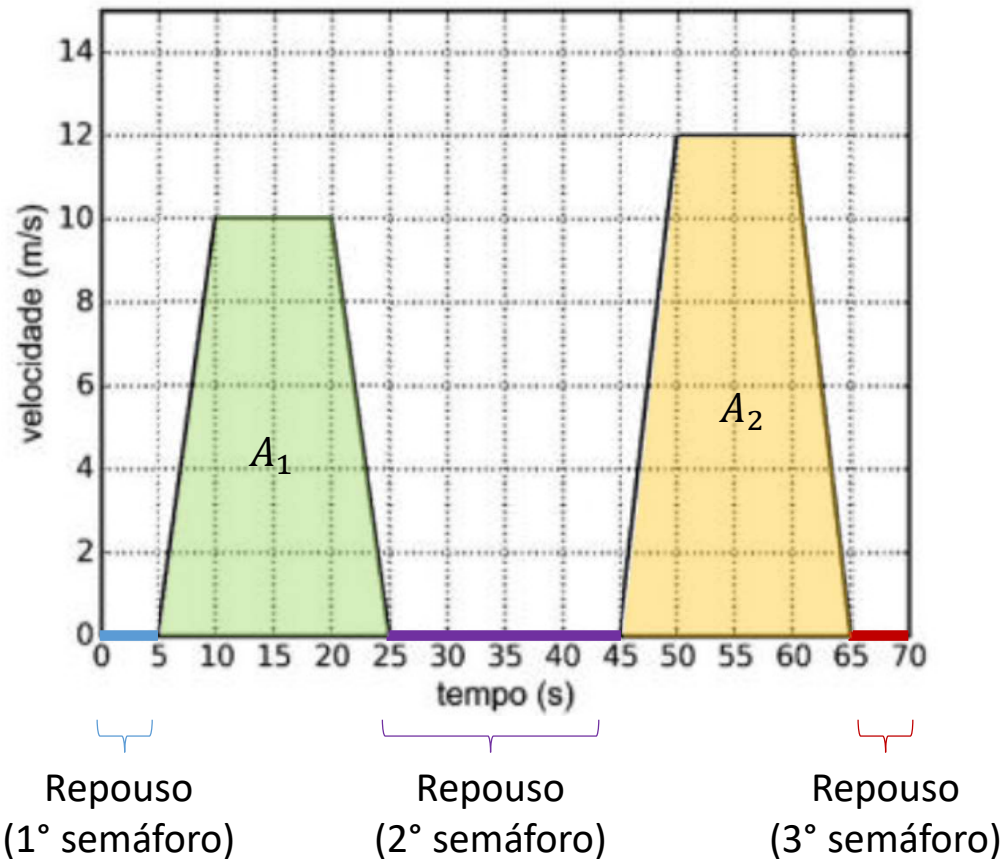 14
12
10
8
6
4
2
0
velocidade (m/s)
A₁
A₂
0 5 10 15 20 25 30 35 40 45 50 55 60 65 70
tempo (s)
Repouso
(1° semáforo)
Repouso
(2° semáforo)
Repouso
(3° semáforo)